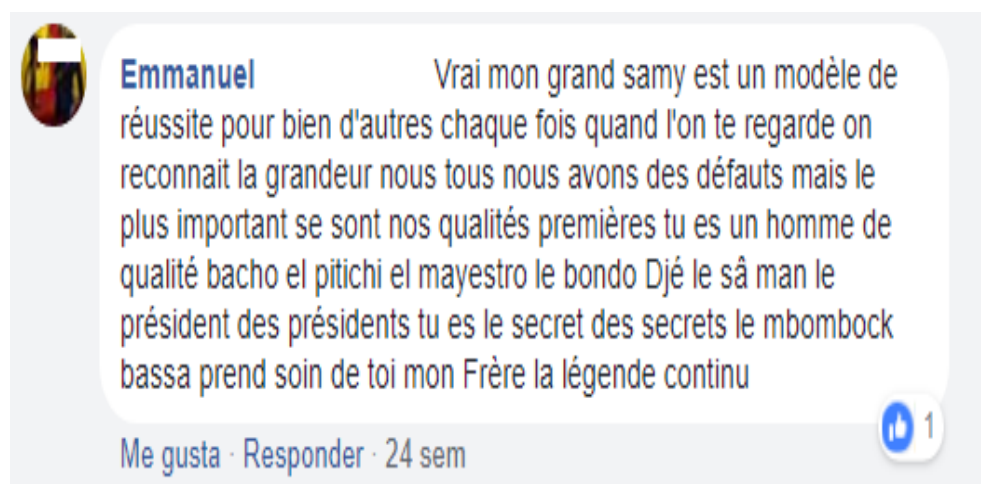 Emmanuel Vrai mon grand samy est un modèle de
réussite pour bien d'autres chaque fois quand l'on te regarde on
reconnait la grandeur nous tous nous avons des défauts mais le
plus important se sont nos qualités premières tu es un homme de
qualité bacho el pitichi el mayestro le bondo Djé le sâ man le
président des présidents tu es le secret des secrets le mbombock
bassa prend soin de toi mon Frère la légende continu
1
Me gusta · Responder · 24 sem